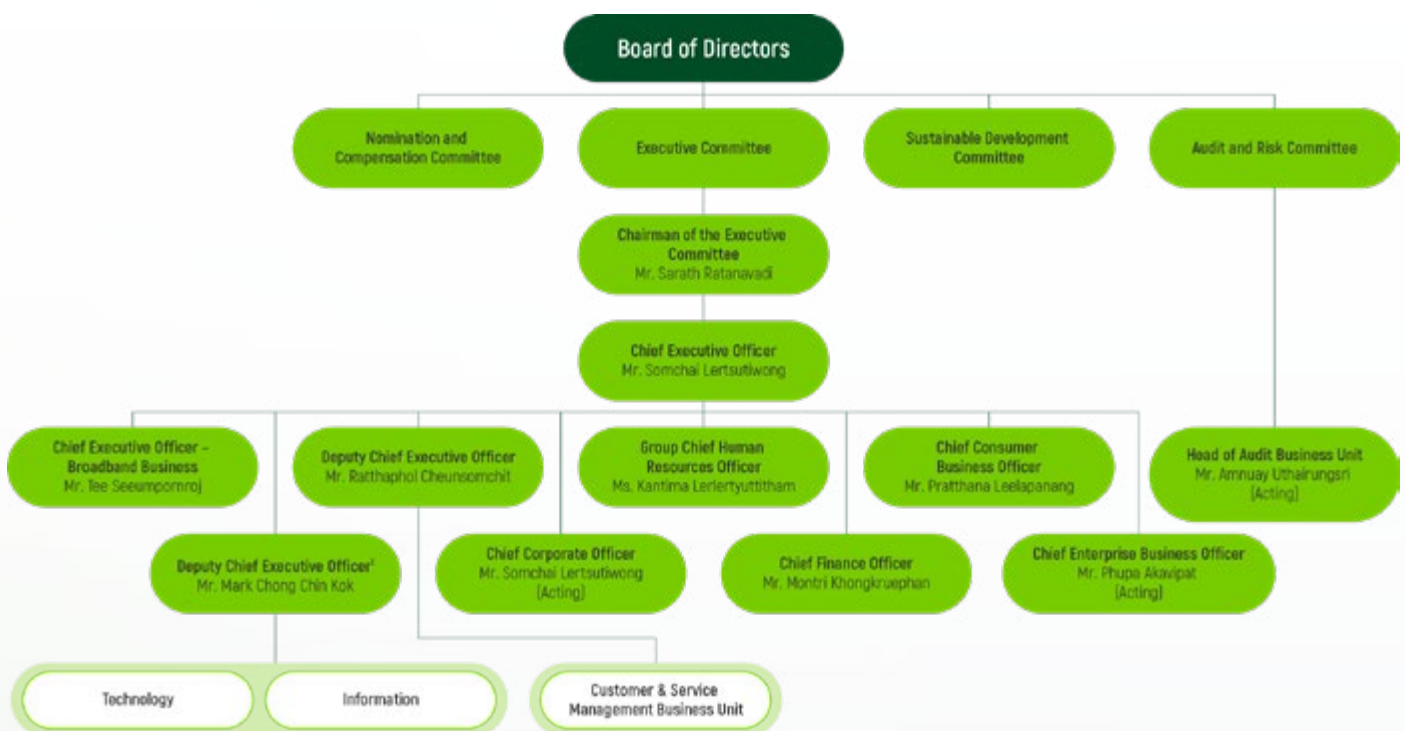 Board of Directors
Nomination and
Compensation Committee
Executive Committee
Sustainable Development
Committee
Audit and Risk Committee
Chairman of the Executive
Committee
Mr. Sarath Ratanavadi
Chief Executive Officer
Mr. Somchai Lertsutiwong
Chief Executive Officer –
Broadband Business
Mr. Tee Seeumpornroj
Deputy Chief Executive Officer
Mr. Ratthaphol Cheunsomchit
Group Chief Human
Resources Officer
Ms. Kantima Lerlertyuttitham
Chief Consumer
Business Officer
Mr. Pratthana Leelapanang
Head of Audit Business Unit
Mr. Amnuay Uthairungsri
(Acting)
Deputy Chief Executive Officer
Mr. Mark Chong Chin Kok
Chief Corporate Officer
Mr. Somchai Lertsutiwong
(Acting)
Chief Finance Officer
Mr. Montri Khongkruephan
Chief Enterprise Business Officer
Mr. Phupa Akavipat
(Acting)
Technology
Information
Customer & Service
Management Business Unit